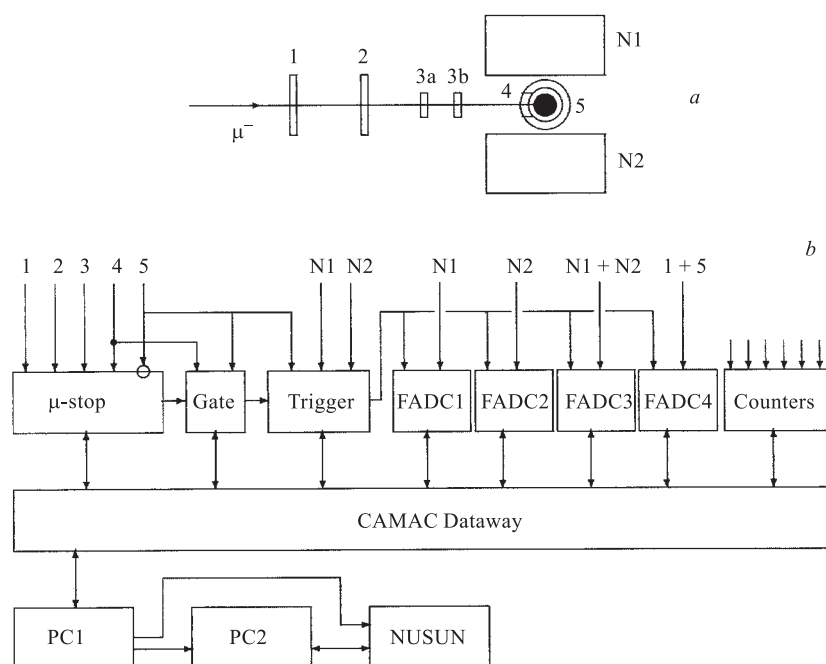 N1
1 2 3a 3b
4 5 a
μ⁻
N2
b
1 2 3 4 5 N1 N2 N1 N2 N1 + N2 1 + 5
μ-stop Gate Trigger FADC1 FADC2 FADC3 FADC4 Counters
CAMAC Dataway
PC1 PC2 NUSUN